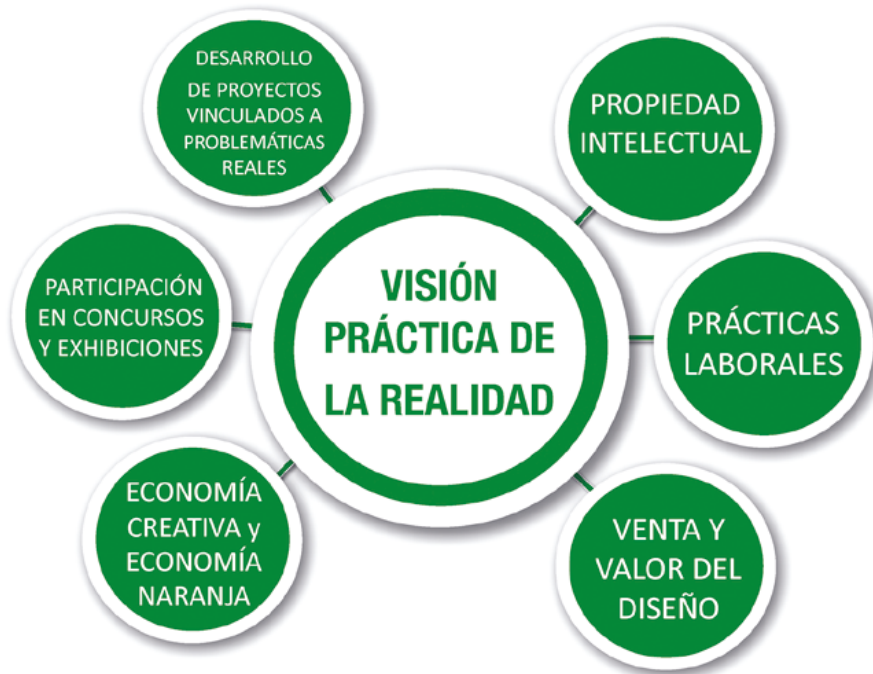 DESARROLLO
DE PROYECTOS
VINCULADOS A
PROBLEMÁTICAS
REALES
PROPIEDAD
INTELECTUAL
PARTICIPACIÓN
EN CONCURSOS
Y EXHIBICIONES
VISIÓN
PRÁCTICA DE
LA REALIDAD
PRÁCTICAS
LABORALES
ECONOMÍA
CREATIVA y
ECONOMÍA
NARANJA
VENTA Y
VALOR DEL
DISEÑO